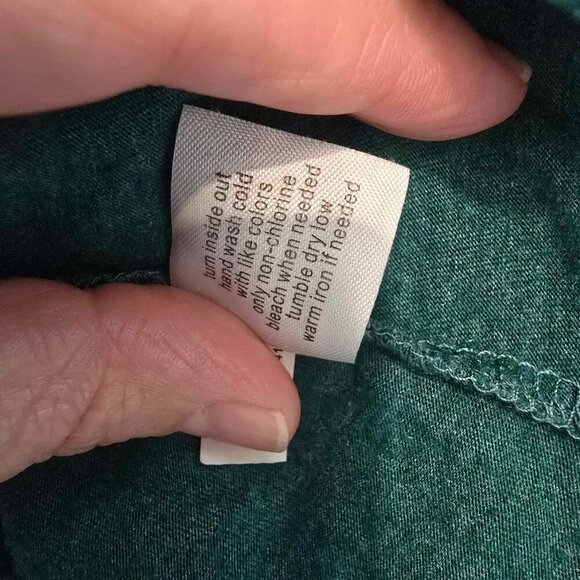 turn inside out
hand wash cold
with like colors
only non-chlorine
bleach when needed
tumble dry low
warm iron if needed